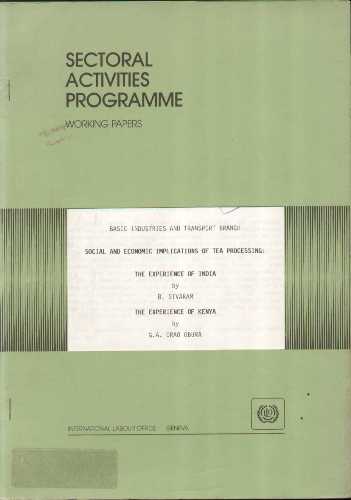 SECTORAL
ACTIVITIES
PROGRAMME
WORKING PAPERS
BASIC INDUSTRIES AND TRANSPORT BRANCH
SOCIAL AND ECONOMIC IMPLICATIONS OF TEA PROCESSING:
THE EXPERIENCE OF INDIA
by
B. SIVARAM
THE EXPERIENCE OF KENYA
by
G.A. ORAO OBURA
INTERNATIONAL LABOUR OFFICE GENEVA